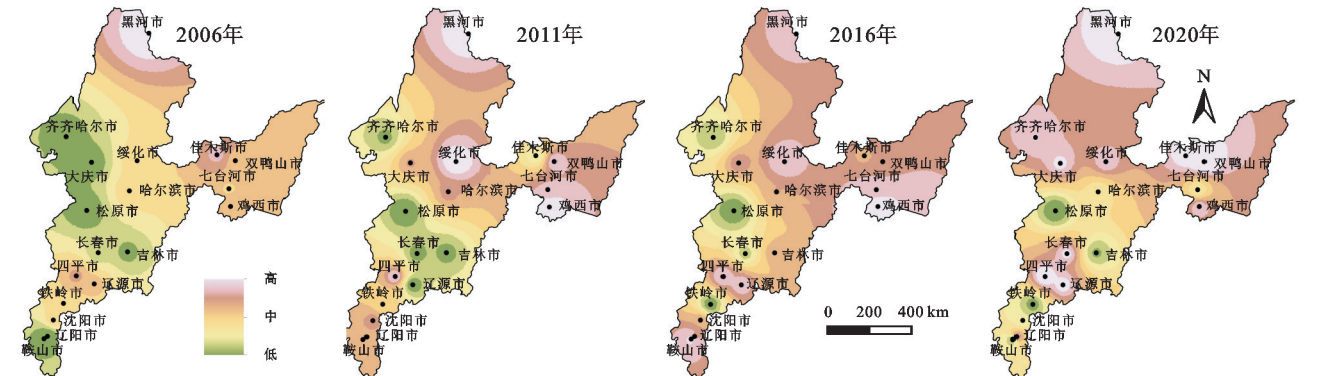 2006年
黑河市
齐齐哈尔市
绥化市
佳木斯市
双鸭山市
大庆市
七台河市
哈尔滨市
鸡西市
松原市
长春市
吉林市
四平市
辽源市
铁岭市
沈阳市
辽阳市
鞍山市
高
中
低
2011年
黑河市
齐齐哈尔市
绥化市
佳木斯市
双鸭山市
大庆市
七台河市
哈尔滨市
鸡西市
松原市
长春市
吉林市
四平市
辽源市
铁岭市
沈阳市
辽阳市
鞍山市
2016年
黑河市
齐齐哈尔市
绥化市
佳木斯市
双鸭山市
大庆市
七台河市
哈尔滨市
鸡西市
松原市
长春市
吉林市
四平市
辽源市
铁岭市
沈阳市
辽阳市
鞍山市
0 200 400 km
2020年
N
黑河市
齐齐哈尔市
绥化市
佳木斯市
双鸭山市
大庆市
七台河市
哈尔滨市
鸡西市
松原市
长春市
吉林市
四平市
辽源市
铁岭市
沈阳市
辽阳市
鞍山市